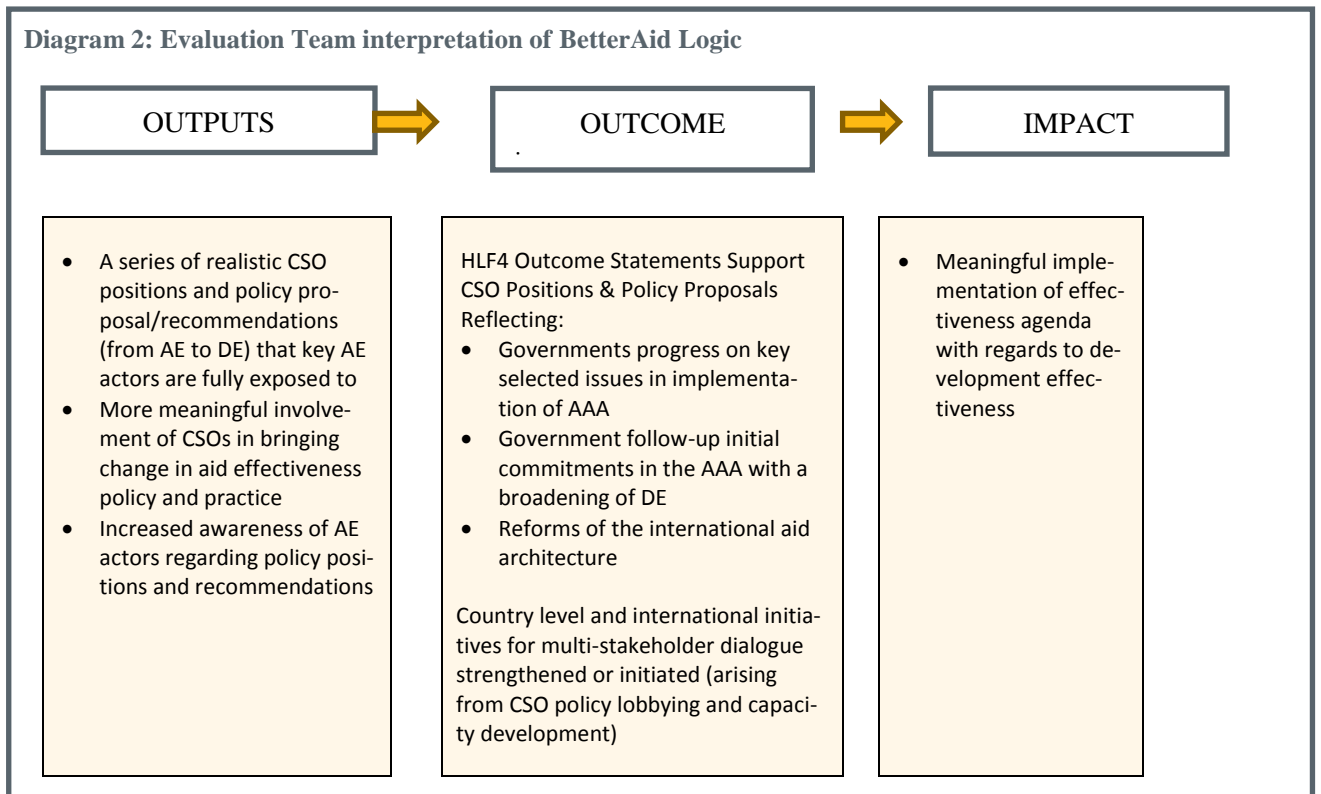 Diagram 2: Evaluation Team interpretation of BetterAid Logic
OUTPUTS
OUTCOME
.
IMPACT
• A series of realistic CSO
positions and policy pro-
posal/recommendations
(from AE to DE) that key AE
actors are fully exposed to
• More meaningful involve-
ment of CSOs in bringing
change in aid effectiveness
policy and practice
• Increased awareness of AE
actors regarding policy posi-
tions and recommendations
HLF4 Outcome Statements Support
CSO Positions & Policy Proposals
Reflecting:
• Governments progress on key
selected issues in implementa-
tion of AAA
• Government follow-up initial
commitments in the AAA with a
broadening of DE
• Reforms of the international aid
architecture
Country level and international initia-
tives for multi-stakeholder dialogue
strengthened or initiated (arising
from CSO policy lobbying and capaci-
ty development)
• Meaningful imple-
mentation of effec-
tiveness agenda
with regards to de-
velopment effec-
tiveness